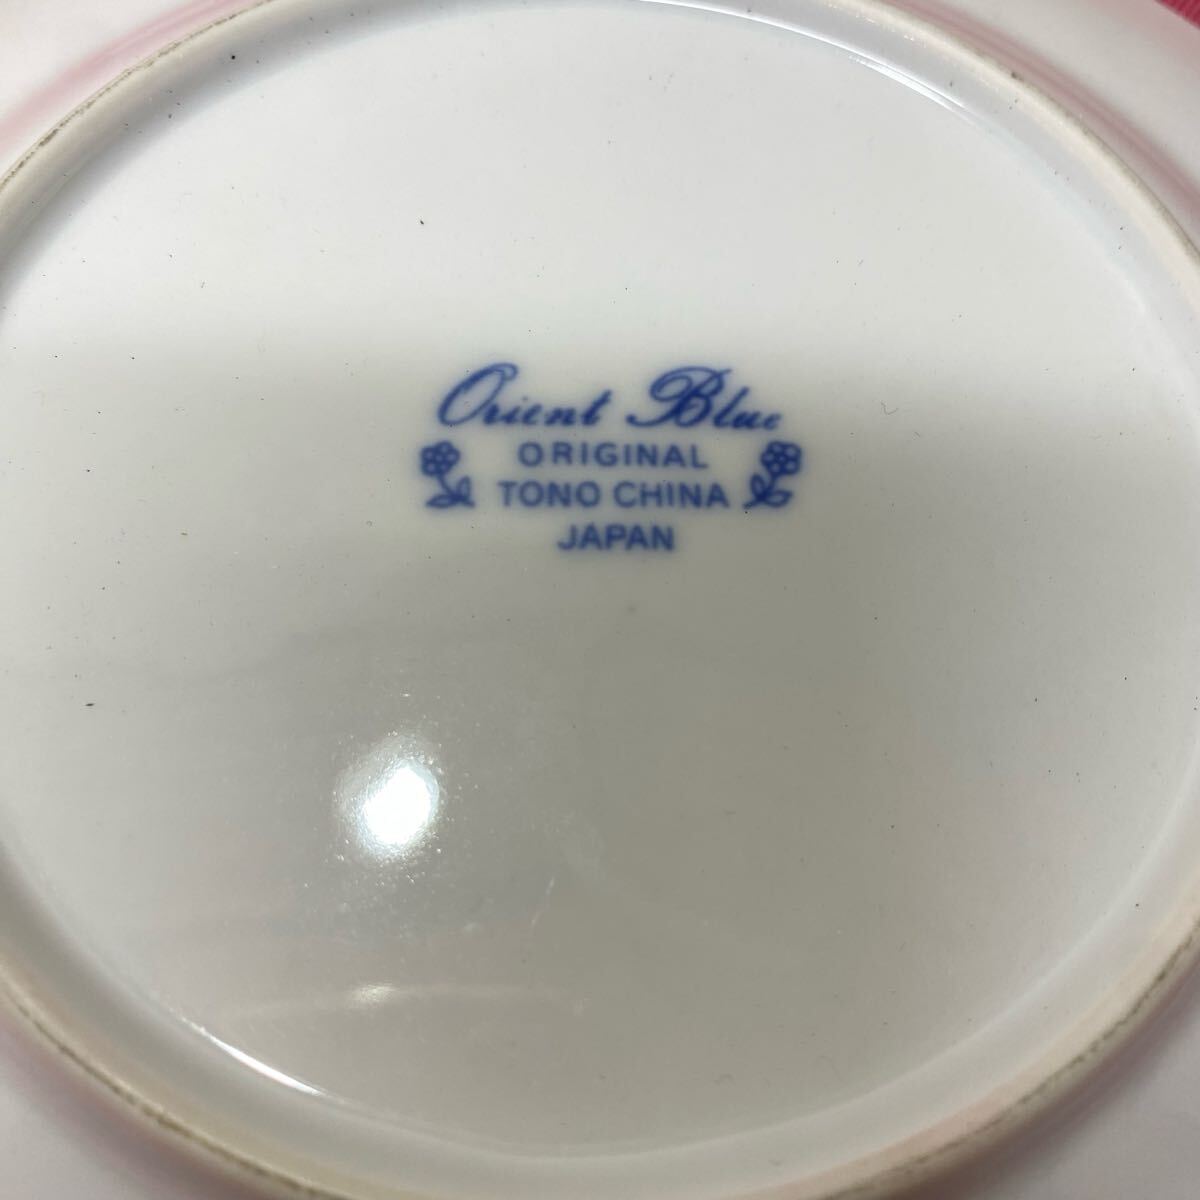 Orient Blue
ORIGINAL
TONO CHINA
JAPAN